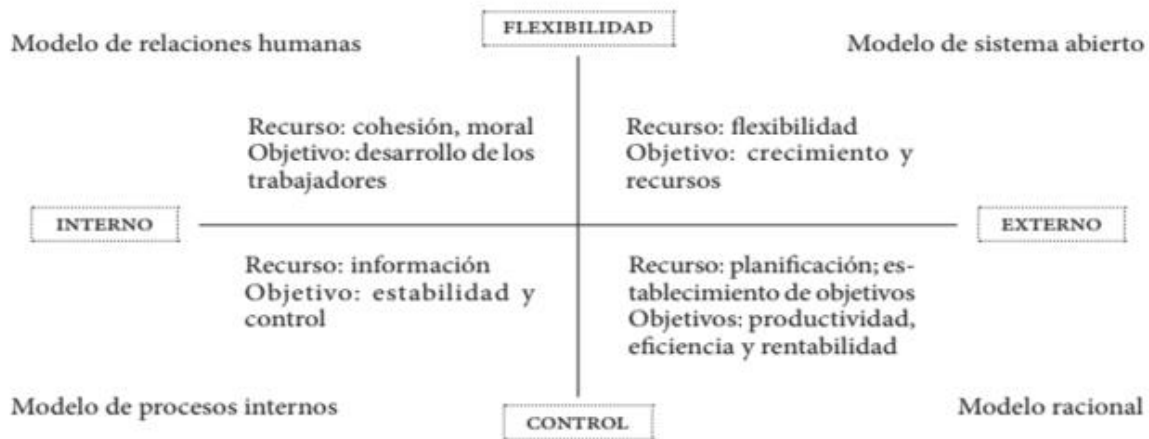 FLEXIBILIDAD
Modelo de relaciones humanas
Modelo de sistema abierto
Recurso: cohesión, moral
Objetivo: desarrollo de los
trabajadores
Recurso: flexibilidad
Objetivo: crecimiento y
recursos
INTERNO
EXTERNO
Recurso: información
Objetivo: estabilidad y
control
Recurso: planificación; es-
tablecimiento de objetivos
Objetivos: productividad,
eficiencia y rentabilidad
Modelo de procesos internos
Modelo racional
CONTROL